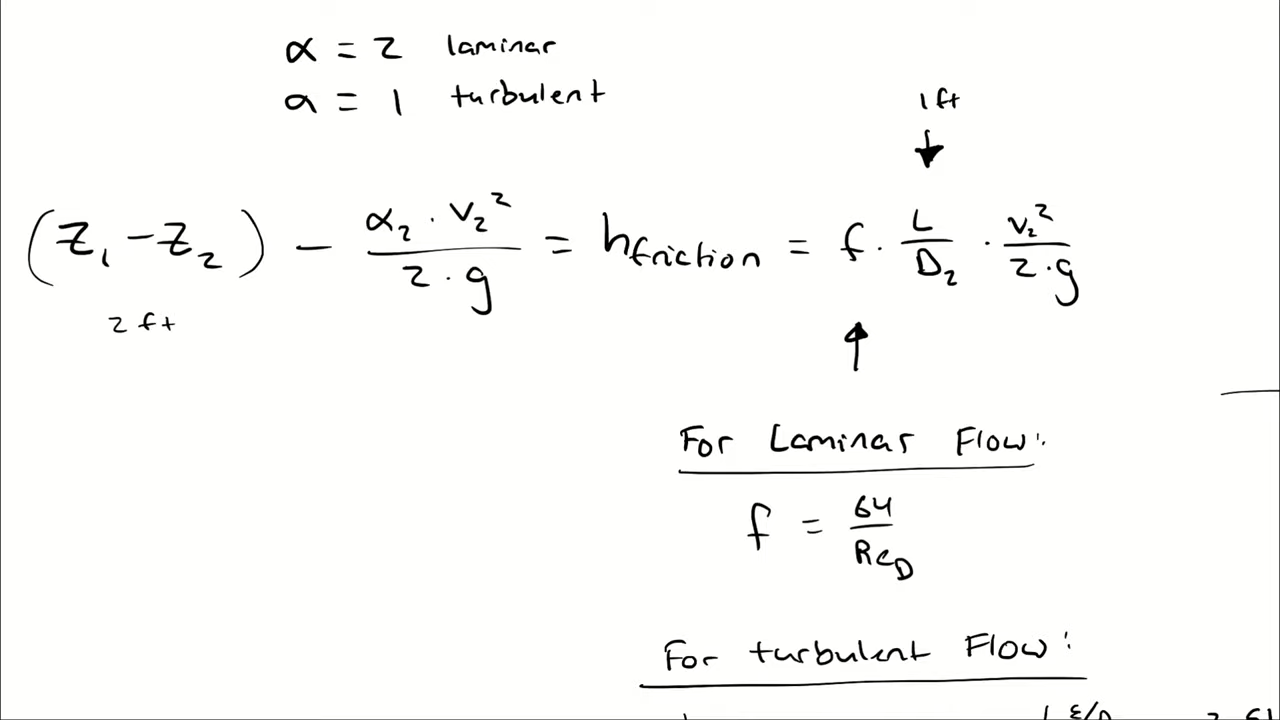 α = 2 laminar
α = 1 turbulent
1 ft
(Z₁ - Z₂) - α₂ · V₂² / 2 · g = h friction = f · L / D₂ · V₂² / 2 · g
2 ft
For Laminar Flow:
f = 64 / Re_D
For turbulent Flow: